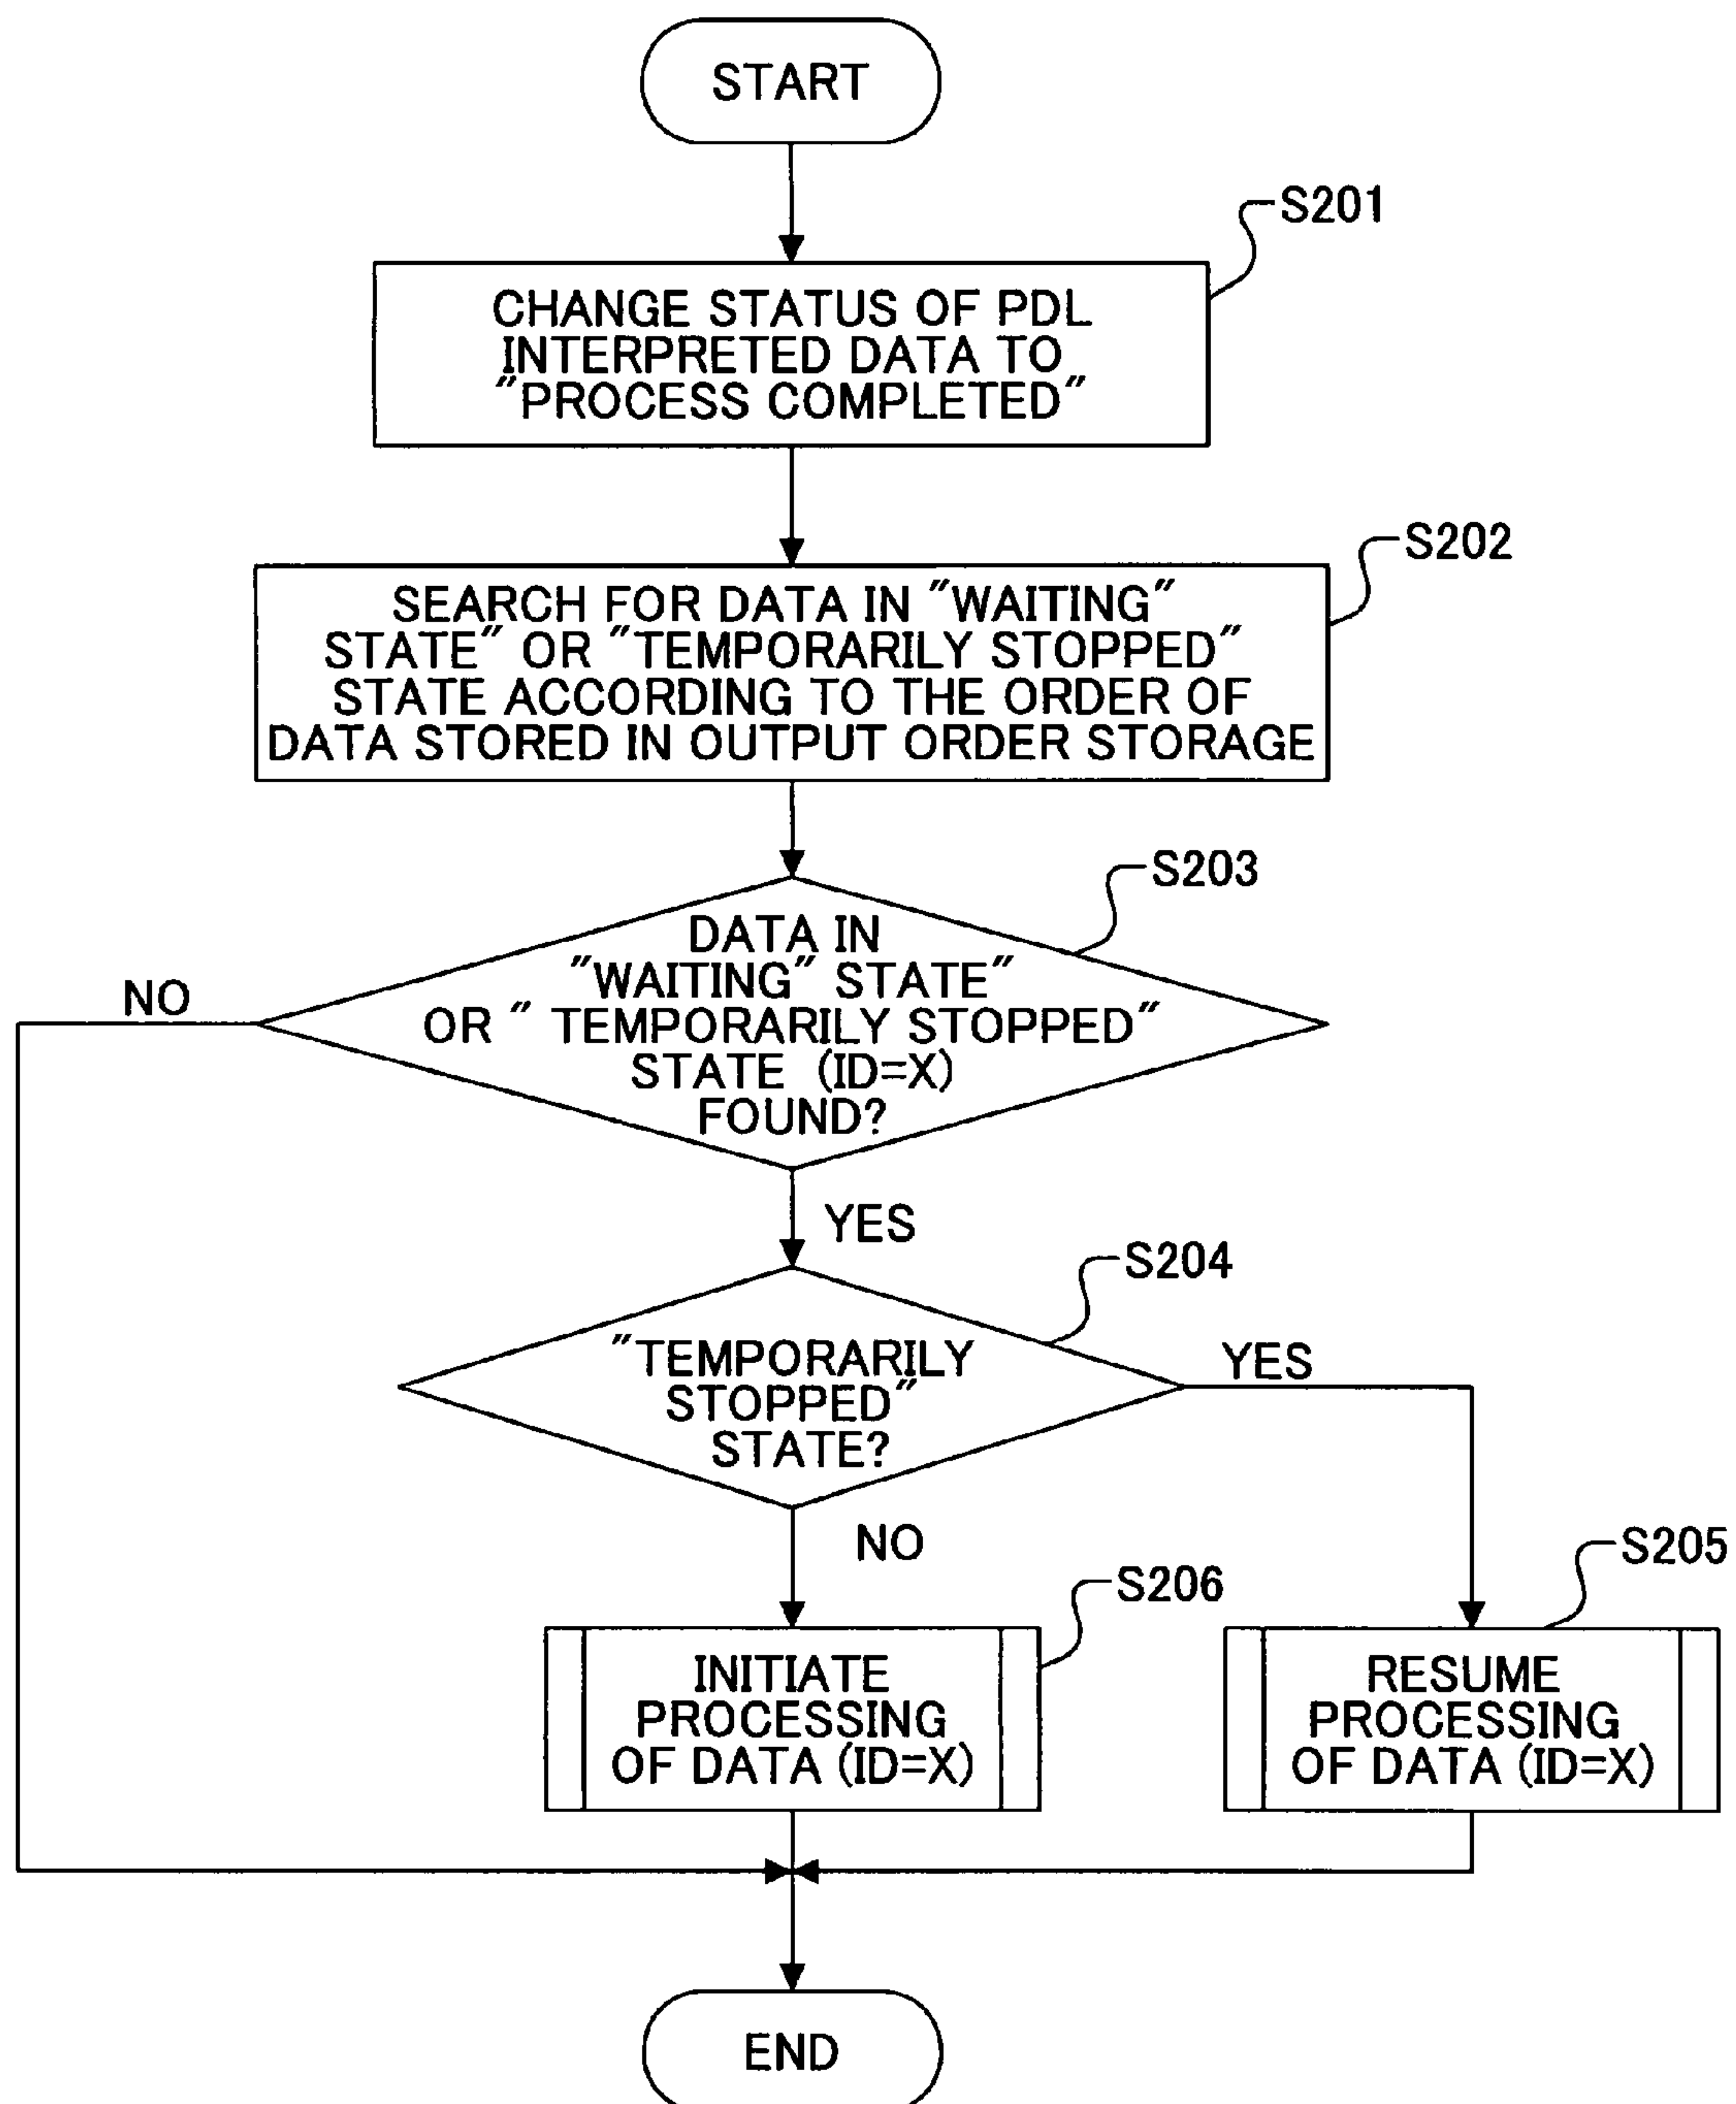 START
S201
CHANGE STATUS OF PDL
INTERPRETED DATA TO
"PROCESS COMPLETED"
S202
SEARCH FOR DATA IN "WAITING"
STATE" OR "TEMPORARILY STOPPED"
STATE ACCORDING TO THE ORDER OF
DATA STORED IN OUTPUT ORDER STORAGE
S203
DATA IN
"WAITING" STATE"
OR " TEMPORARILY STOPPED"
STATE (ID=X)
FOUND?
NO
YES
S204
"TEMPORARILY
STOPPED"
STATE?
YES
NO
S205
S206
INITIATE
PROCESSING
OF DATA (ID=X)
RESUME
PROCESSING
OF DATA (ID=X)
END